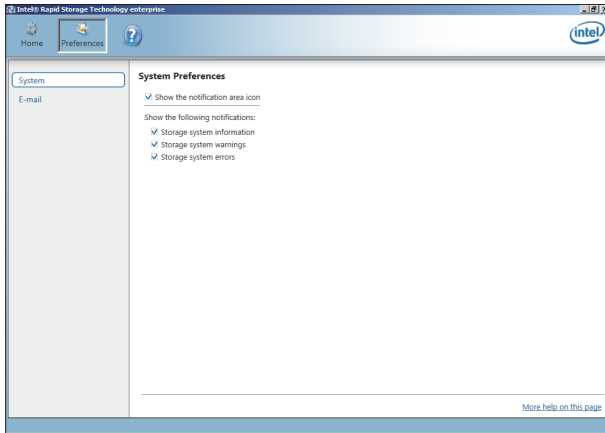 Intel® Rapid Storage Technology enterprise
Home
Preferences
?
intel
System
E-mail
System Preferences
Show the notification area icon
Show the following notifications:
Storage system information
Storage system warnings
Storage system errors
More help on this page